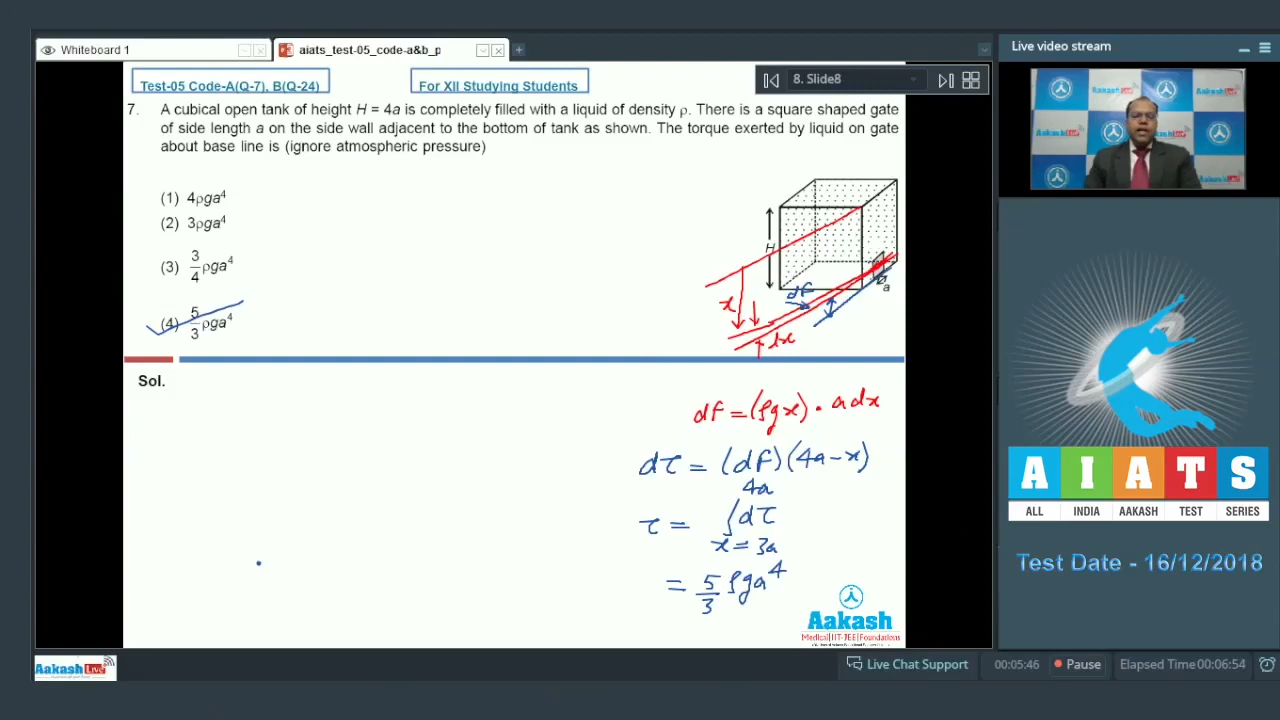 Whiteboard 1
aiats_test-05_code-a&b_p
Live video stream
8. Slide8
Test-05 Code-A(Q-7), B(Q-24)
For XII Studying Students
7. A cubical open tank of height H = 4a is completely filled with a liquid of density ρ. There is a square shaped gate
of side length a on the side wall adjacent to the bottom of tank as shown. The torque exerted by liquid on gate
about base line is (ignore atmospheric pressure)
(1) 4ρga⁴
(2) 3ρga⁴
(3) 3/4 ρga⁴
(4) 5/3 ρga⁴
H
a
x
dF
dx
Sol.
dF = (ρgx) · a dx
dτ = (dF)(4a - x)
τ = ∫dτ
4a
x = 3a
= 5/3 ρga⁴
Aakash
Medical|IIT-JEE|Foundations
AakashLive
A I A T S
ALL INDIA AAKASH TEST SERIES
Test Date - 16/12/2018
Aakash Live
Live Chat Support
00:05:46
Pause
Elapsed Time 00:06:54